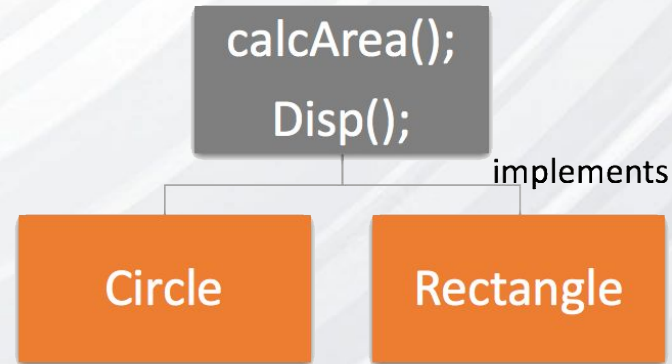 calcArea();
Disp();
implements
Circle
Rectangle